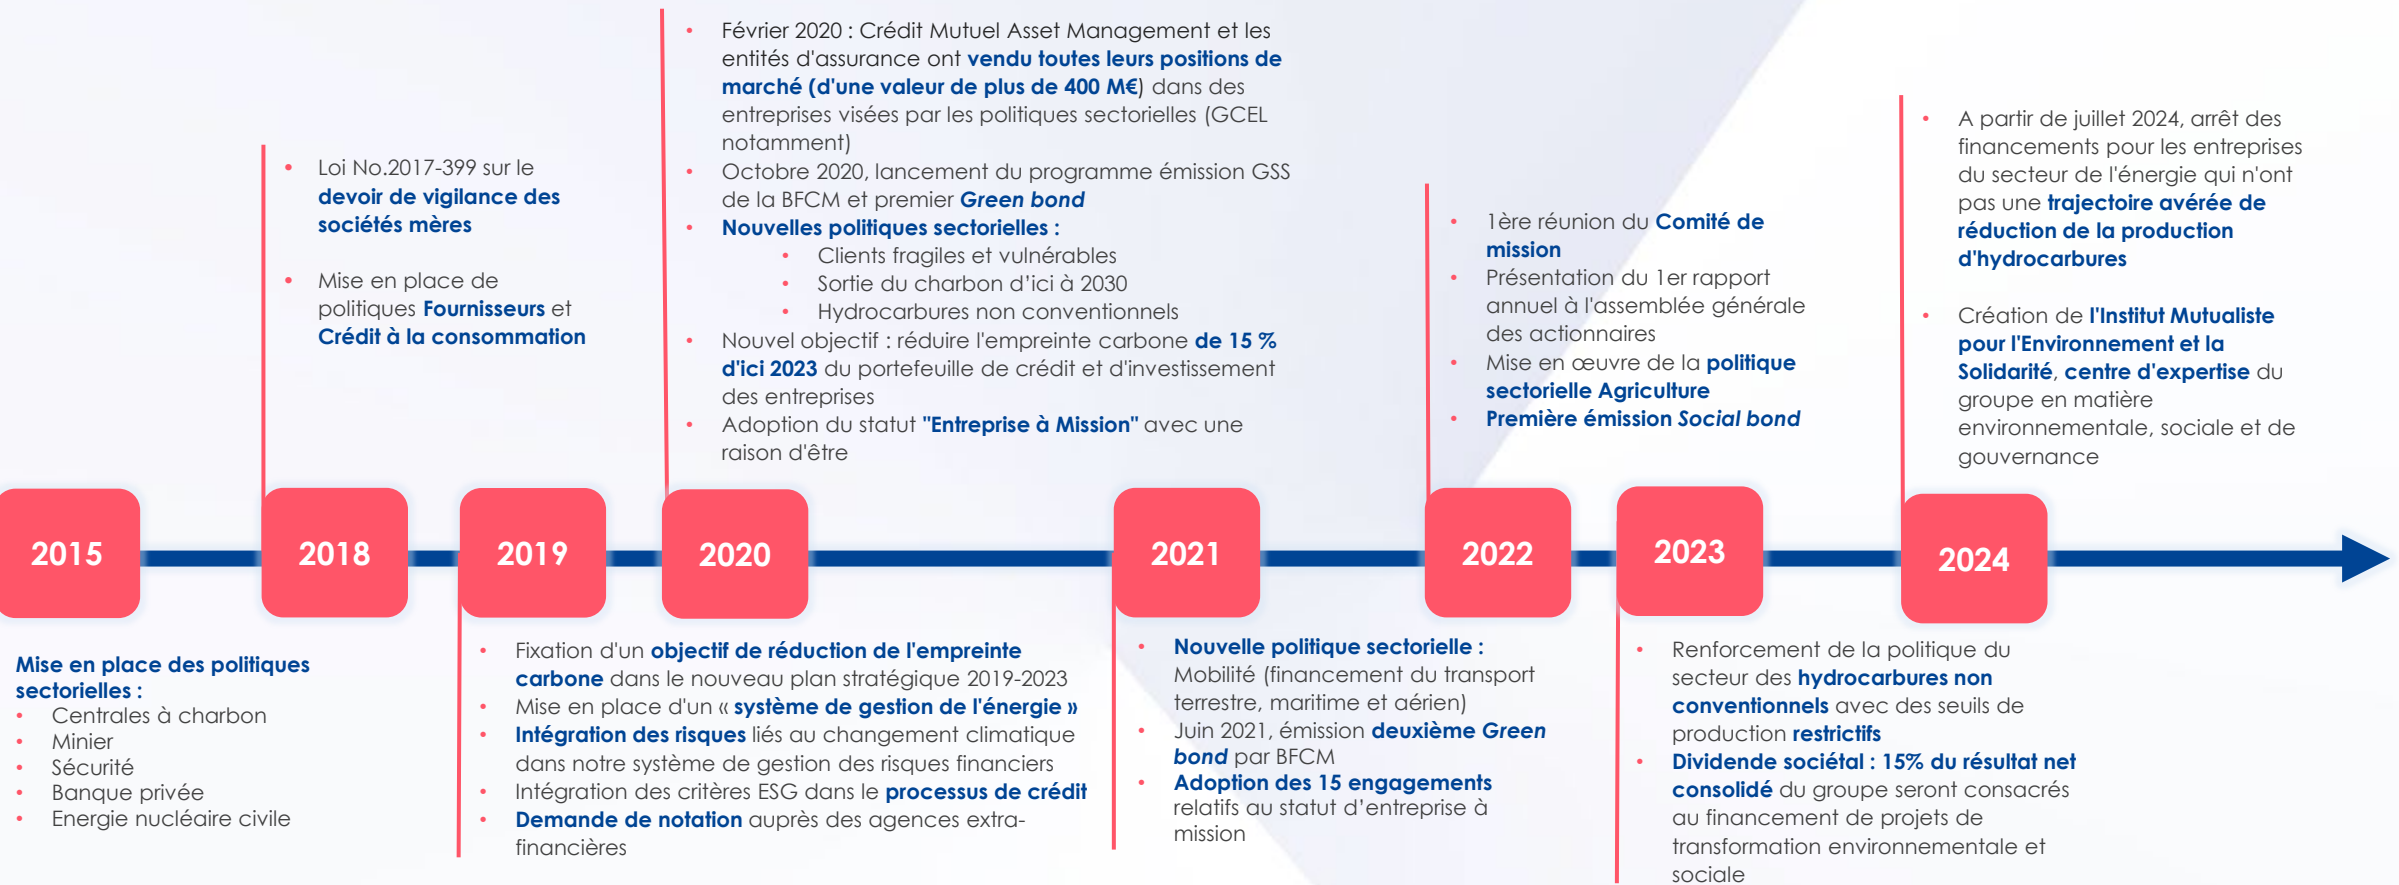 2015
Mise en place des politiques
sectorielles :
• Centrales à charbon
• Minier
• Sécurité
• Banque privée
• Energie nucléaire civile
2018
• Loi No.2017-399 sur le
devoir de vigilance des
sociétés mères
• Mise en place de
politiques Fournisseurs et
Crédit à la consommation
2019
• Fixation d'un objectif de réduction de l'empreinte
carbone dans le nouveau plan stratégique 2019-2023
• Mise en place d'un « système de gestion de l'énergie »
• Intégration des risques liés au changement climatique
dans notre système de gestion des risques financiers
• Intégration des critères ESG dans le processus de crédit
• Demande de notation auprès des agences extra-
financières
2020
• Février 2020 : Crédit Mutuel Asset Management et les
entités d'assurance ont vendu toutes leurs positions de
marché (d'une valeur de plus de 400 M€) dans des
entreprises visées par les politiques sectorielles (GCEL
notamment)
• Octobre 2020, lancement du programme émission GSS
de la BFCM et premier Green bond
• Nouvelles politiques sectorielles :
• Clients fragiles et vulnérables
• Sortie du charbon d’ici à 2030
• Hydrocarbures non conventionnels
• Nouvel objectif : réduire l'empreinte carbone de 15 %
d'ici 2023 du portefeuille de crédit et d'investissement
des entreprises
• Adoption du statut "Entreprise à Mission" avec une
raison d'être
2021
• Nouvelle politique sectorielle :
Mobilité (financement du transport
terrestre, maritime et aérien)
• Juin 2021, émission deuxième Green
bond par BFCM
• Adoption des 15 engagements
relatifs au statut d’entreprise à
mission
2022
• 1ère réunion du Comité de
mission
• Présentation du 1er rapport
annuel à l'assemblée générale
des actionnaires
• Mise en œuvre de la politique
sectorielle Agriculture
• Première émission Social bond
2023
• Renforcement de la politique du
secteur des hydrocarbures non
conventionnels avec des seuils de
production restrictifs
• Dividende sociétal : 15% du résultat net
consolidé du groupe seront consacrés
au financement de projets de
transformation environnementale et
sociale
2024
• A partir de juillet 2024, arrêt des
financements pour les entreprises
du secteur de l'énergie qui n'ont
pas une trajectoire avérée de
réduction de la production
d'hydrocarbures
• Création de l'Institut Mutualiste
pour l'Environnement et la
Solidarité, centre d'expertise du
groupe en matière
environnementale, sociale et de
gouvernance